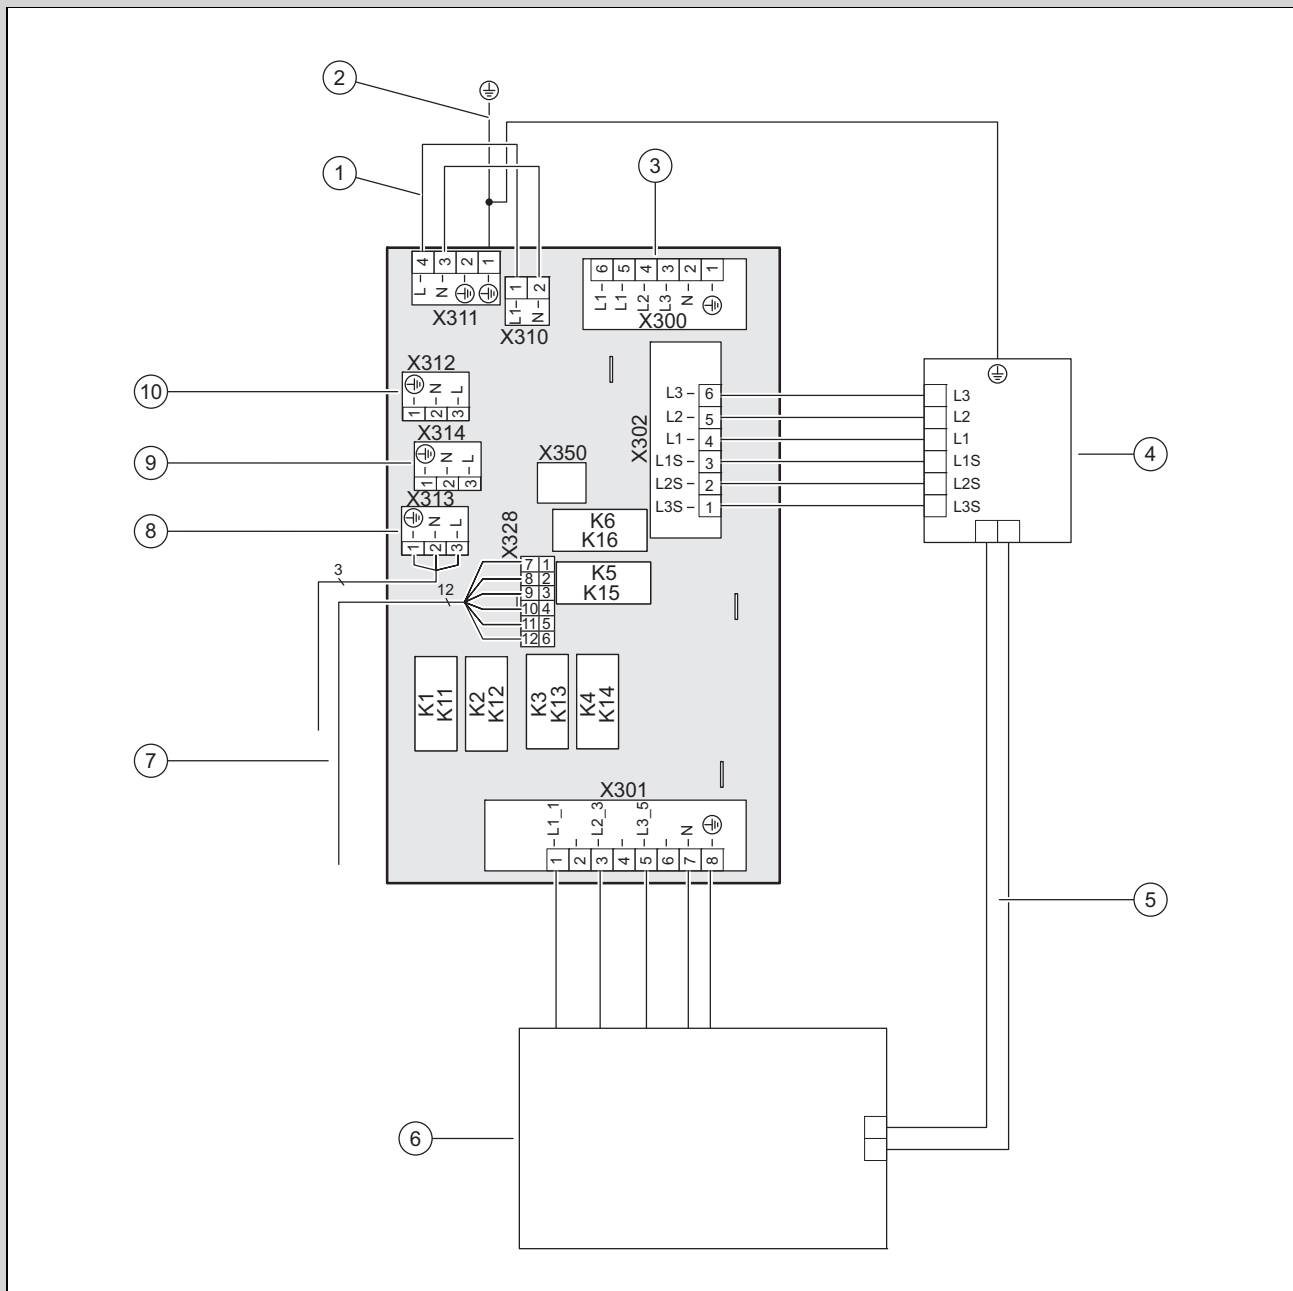 2
1
3
4 3 2 1
L N
X311
1 2
L1 N
X310
6 5 4 3 2 1
L1 L1 L2 L3 N
X300
X312
N L
1 2 3
10
X314
N L
1 2 3
9
X313
N L
1 2 3
8
X350
X302
L3 6
L2 5
L1 4
L1S 3
L2S 2
L3S 1
L3
L2
L1
L1S
L2S
L3S
4
K6
K16
K5
K15
X328
7 1
8 2
9 3
10 4
11 5
12 6
3
12
K1
K11
K2
K12
K3
K13
K4
K14
7
X301
L1_1 L2_3 L3_5 N
1 2 3 4 5 6 7 8
5
6